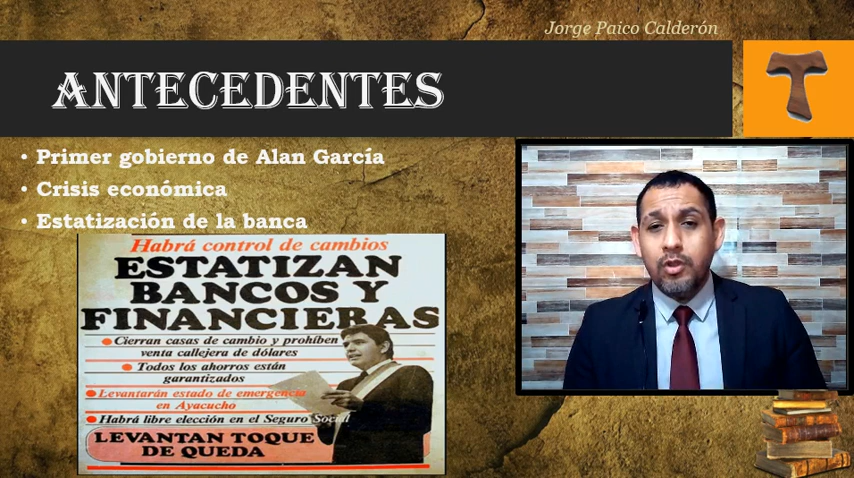 Jorge Paico Calderón
ANTECEDENTES
• Primer gobierno de Alan García
• Crisis económica
• Estatización de la banca
Habrá control de cambios
ESTATIZAN
BANCOS Y
FINANCIERAS
Cierran casas de cambio y prohíben
venta callejera de dólares
Todos los ahorros están
garantizados
Levantarán estado de emergencia
en Ayacucho
Habrá libre elección en el Seguro Social
LEVANTAN TOQUE
DE QUEDA